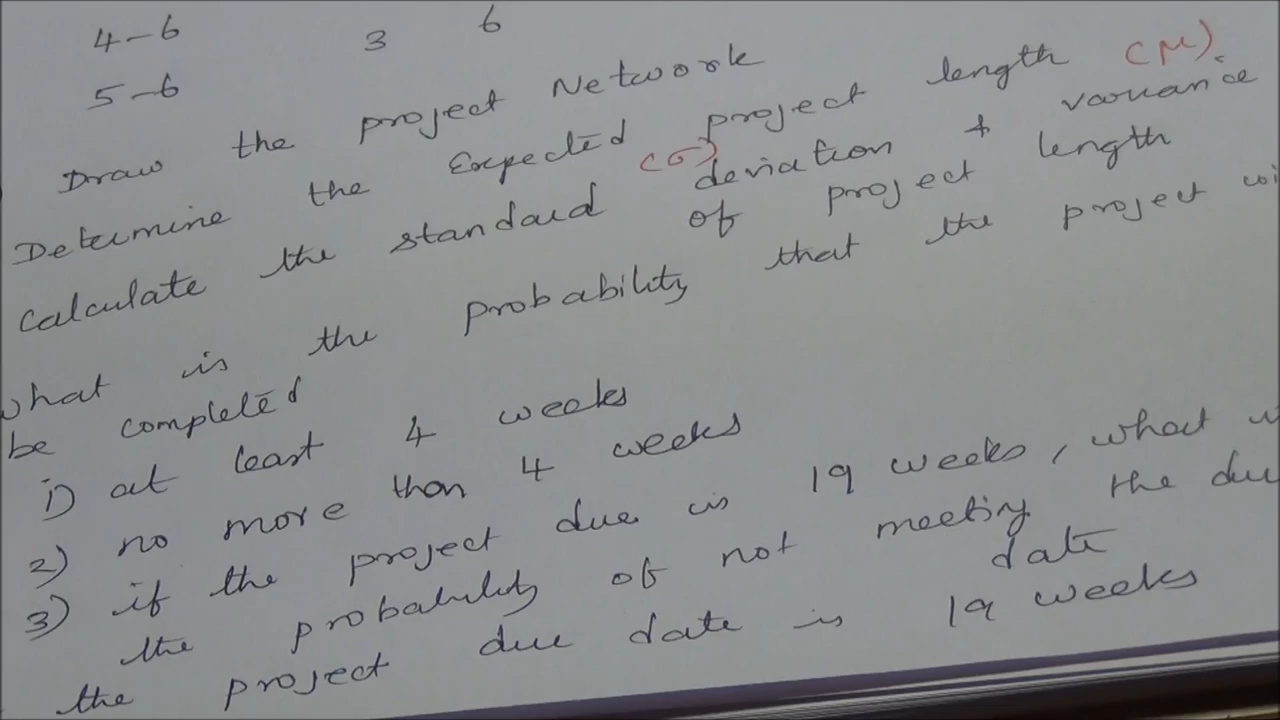 4-6 3 6
5-6
Draw the project Network
Determine the Expected project length (μ)
Calculate the standard (σ) deviation & variance
of project length
what is the probability that the project
be completed
1) at least 4 weeks
2) no more than 4 weeks
3) if the project due is 19 weeks, what
the probability of not meeting the due
date
the project due date is 19 weeks